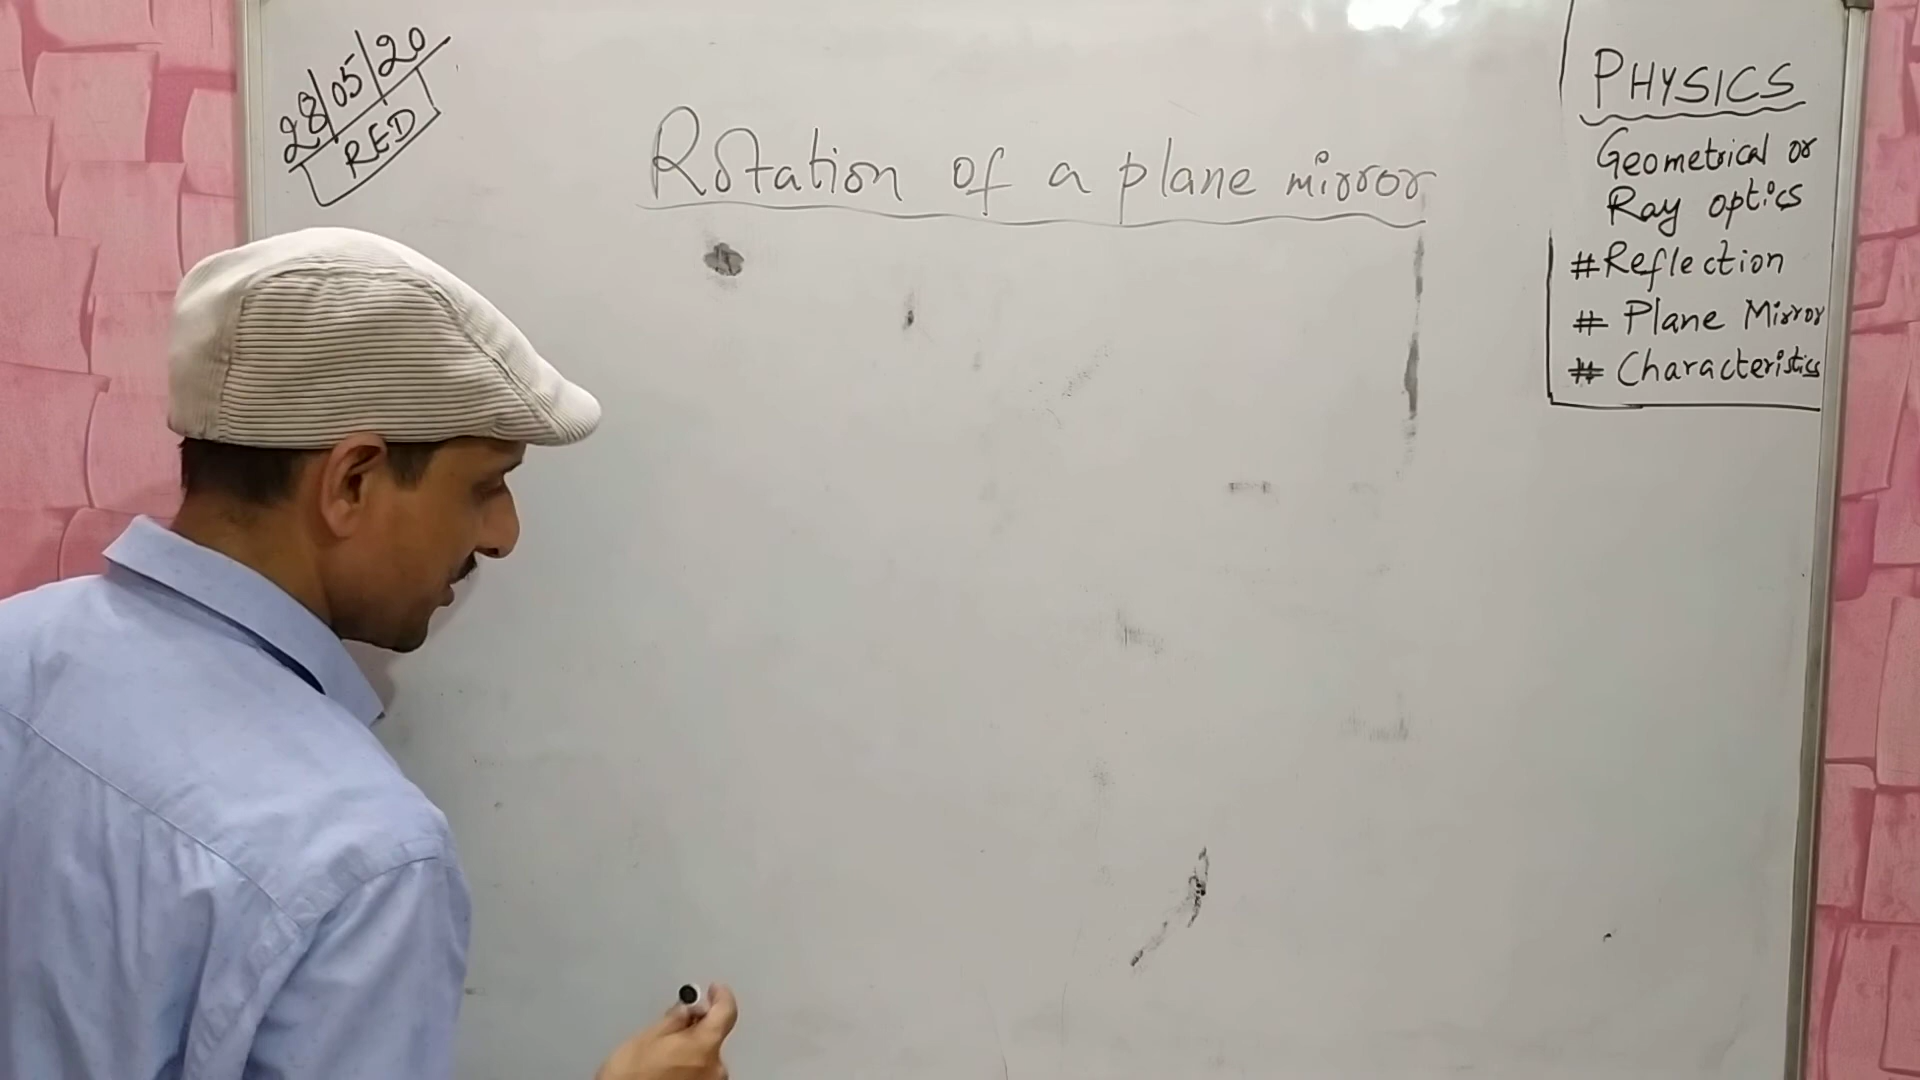 28/05/20
RED
Rotation of a plane mirror
PHYSICS
Geometrical or
Ray optics
#Reflection
# Plane Mirror
# Characteristics